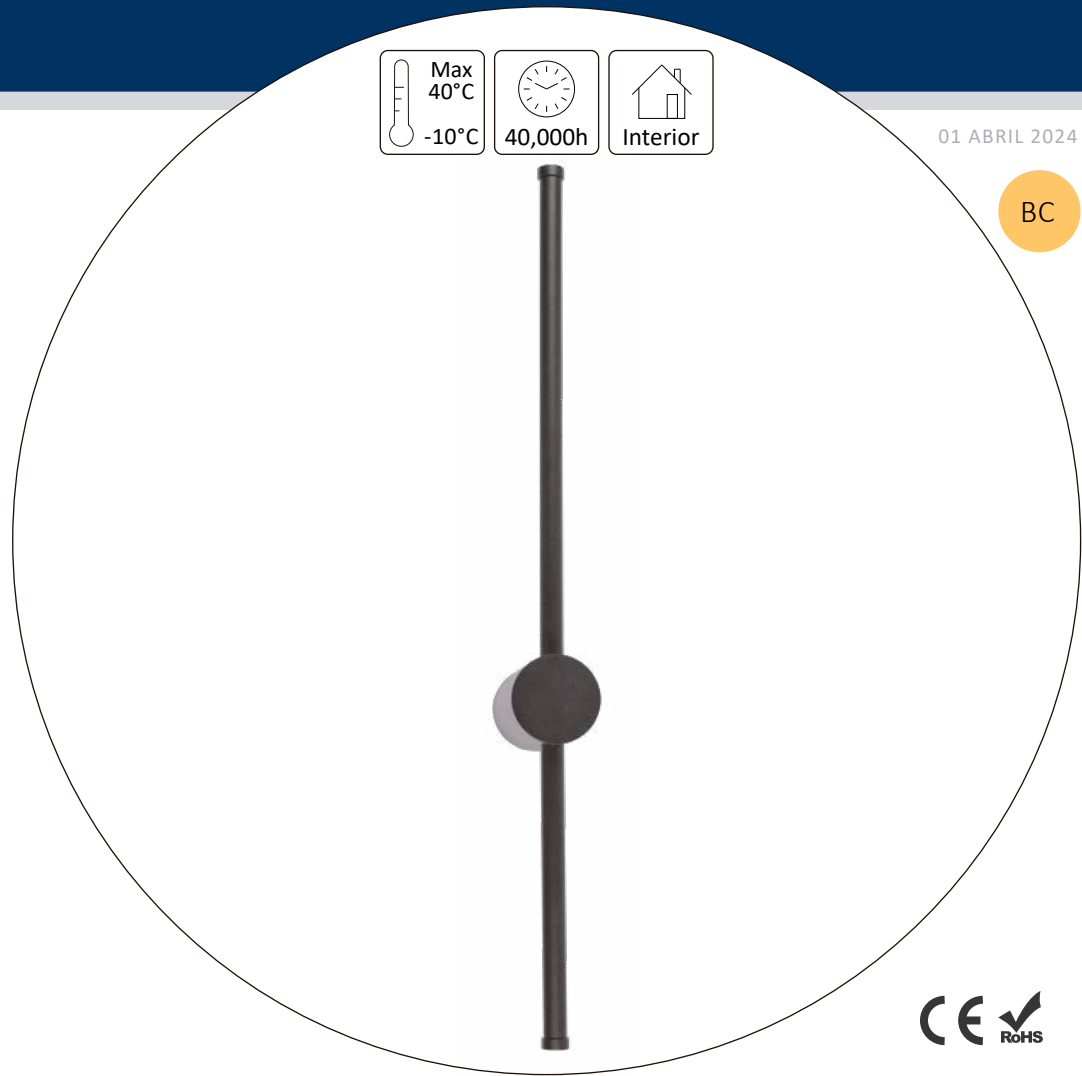 Max
40°C
-10°C
40,000h
Interior
01 ABRIL 2024
BC
CE
RoHS